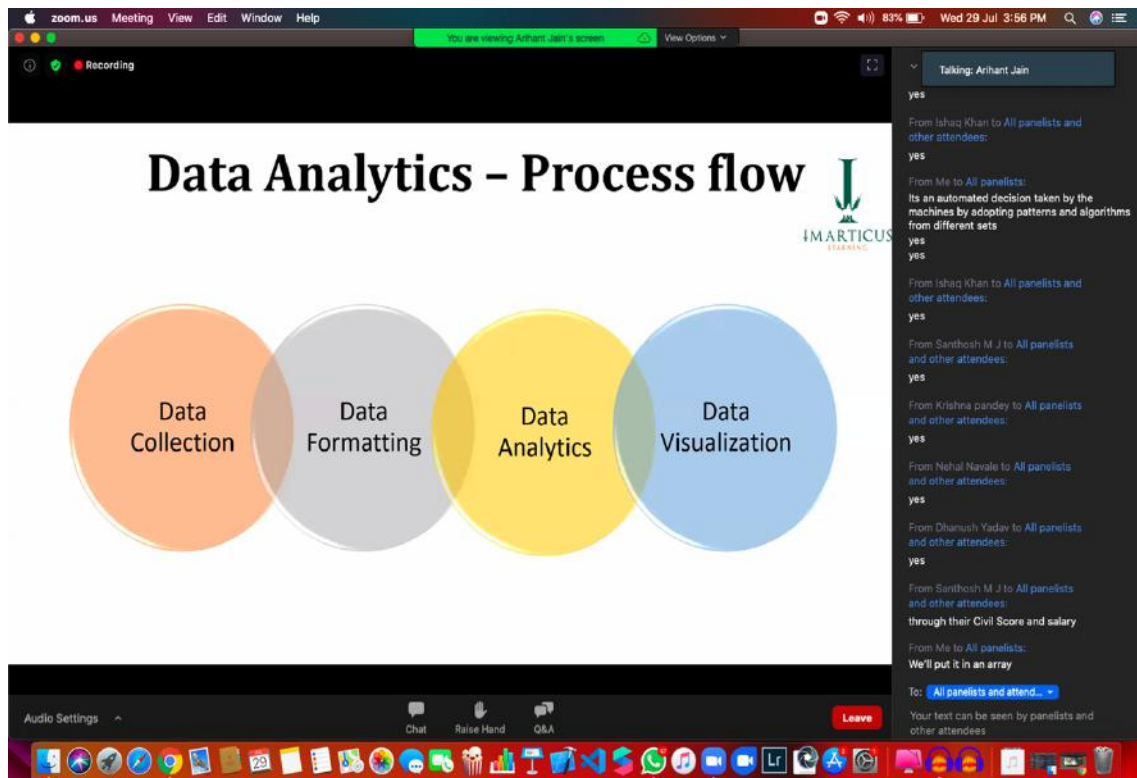 zoom.us Meeting View Edit Window Help
83% Wed 29 Jul 3:56 PM
You are viewing Arihant Jain's screen
View Options
Recording
Data Analytics – Process flow
IMARTICUS
LEARNING
Data
Collection
Data
Formatting
Data
Analytics
Data
Visualization
Audio Settings
Chat
Raise Hand
Q&A
Leave
Talking: Arihant Jain
yes
From Ishaq Khan to All panelists and
other attendees:
yes
From Me to All panelists:
Its an automated decision taken by the
machines by adopting patterns and algorithms
from different sets
yes
yes
From Ishaq Khan to All panelists and
other attendees:
yes
From Santhosh M J to All panelists
and other attendees:
yes
From Krishna pandey to All panelists
and other attendees:
yes
From Nehal Navale to All panelists
and other attendees:
yes
From Dhanush Yadav to All panelists
and other attendees:
yes
From Santhosh M J to All panelists
and other attendees:
through their Civil Score and salary
From Me to All panelists:
We'll put it in an array
To: All panelists and attend...
Your text can be seen by panelists and
other attendees
29
Lr